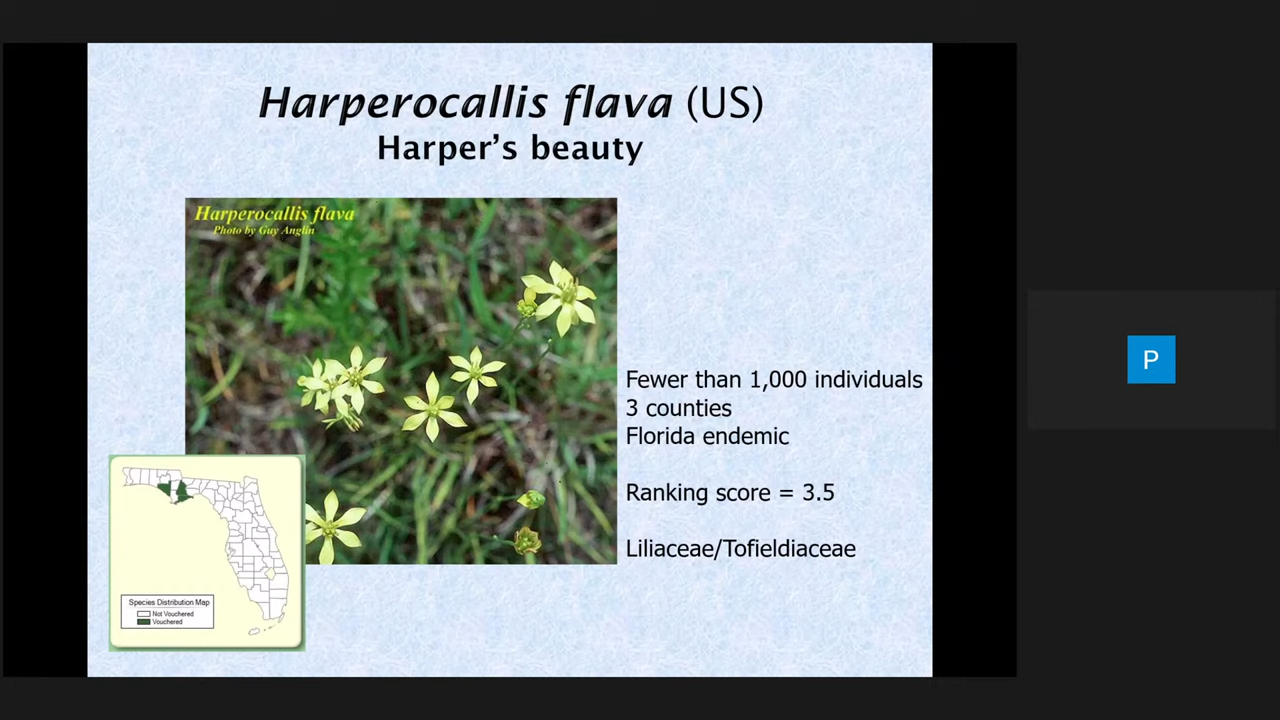 Harperocallis flava (US)
Harper's beauty
Harperocallis flava
Photo by Guy Anglin
Fewer than 1,000 individuals
3 counties
Florida endemic
Ranking score = 3.5
Liliaceae/Tofieldiaceae
Species Distribution Map
Not Vouchered
Vouchered
P